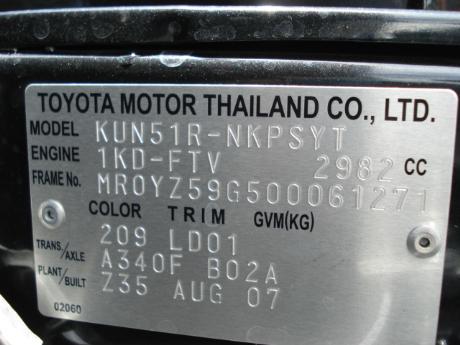 TOYOTA MOTOR THAILAND CO., LTD.
MODEL KUN51R-NKPSYT
ENGINE 1KD-FTV 2982 CC
FRAME No. MR0YZ59G500061271
COLOR TRIM GVM(KG)
209 LD01
TRANS./AXLE A340F B02A
PLANT/BUILT Z35 AUG 07
02060